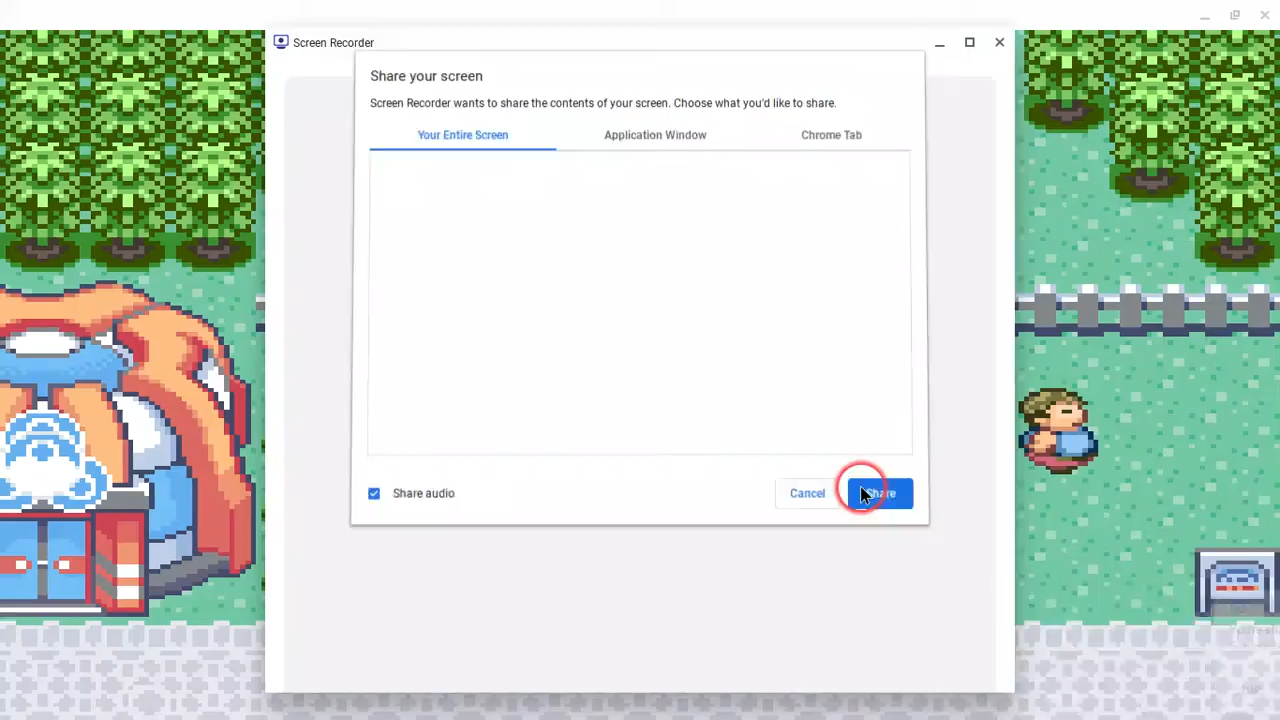 Screen Recorder
Share your screen
Screen Recorder wants to share the contents of your screen. Choose what you'd like to share.
Your Entire Screen
Application Window
Chrome Tab
Share audio
Cancel
Share